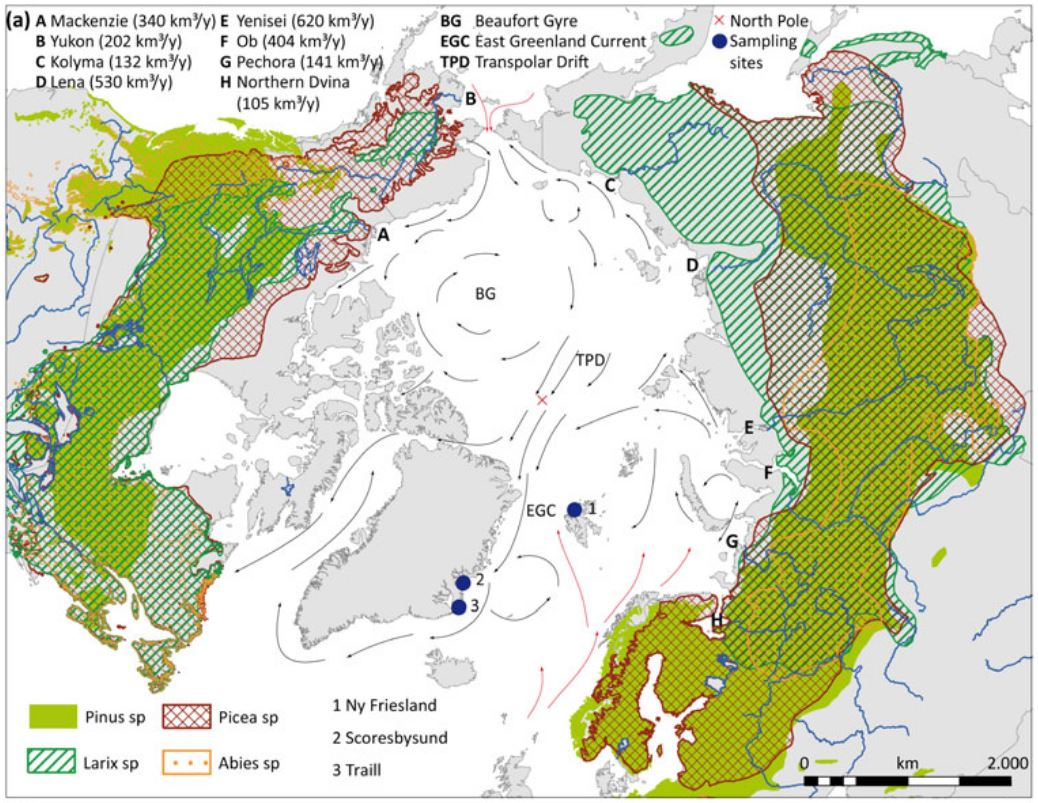 (a) A Mackenzie (340 km³/y)
B Yukon (202 km³/y)
C Kolyma (132 km³/y)
D Lena (530 km³/y)
E Yenisei (620 km³/y)
F Ob (404 km³/y)
G Pechora (141 km³/y)
H Northern Dvina
(105 km³/y)
BG Beaufort Gyre
EGC East Greenland Current
TPD Transpolar Drift
North Pole
Sampling
sites
B
C
A
D
BG
TPD
E
F
EGC
1
G
2
3
H
Pinus sp
Picea sp
Larix sp
Abies sp
1 Ny Friesland
2 Scoresbysund
3 Traill
0 km 2.000